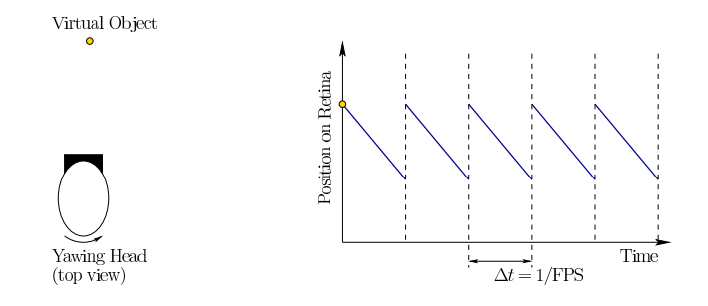 Virtual Object
Yawing Head
(top view)
Position on Retina
Time
Δt = 1/FPS